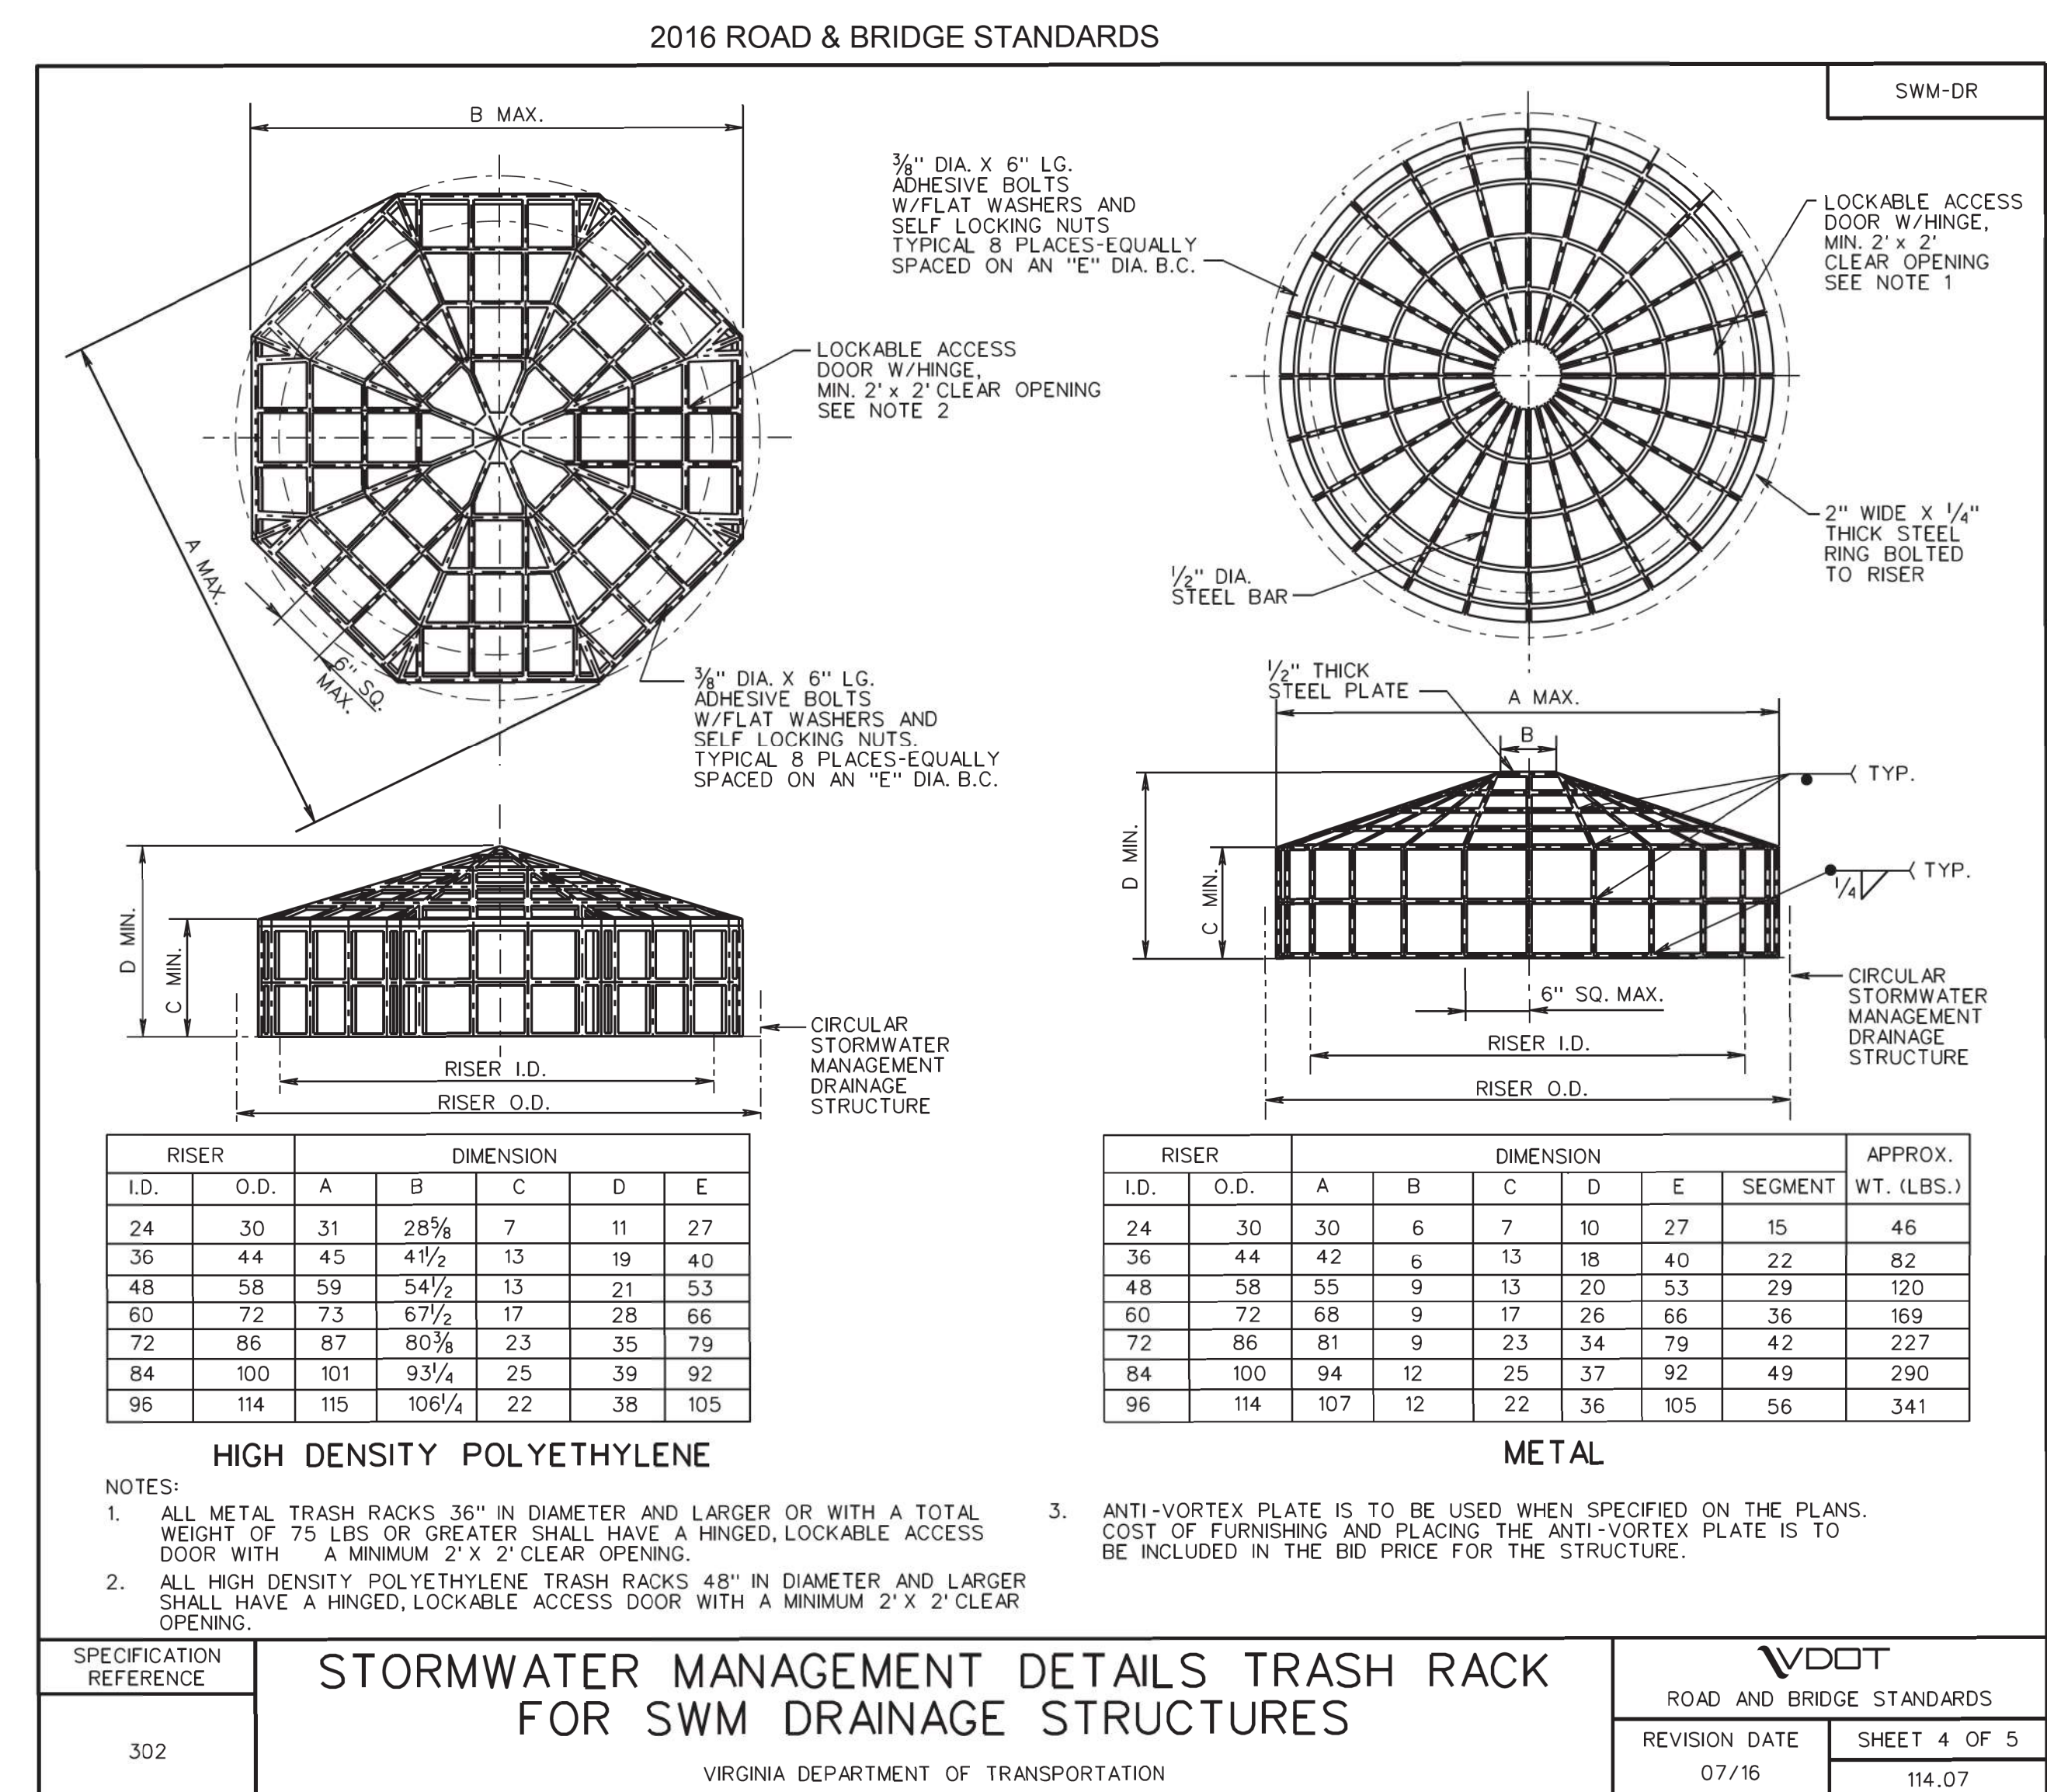 2016 ROAD & BRIDGE STANDARDS
SWM-DR
B MAX.
3/8" DIA. X 6" LG.
ADHESIVE BOLTS
W/FLAT WASHERS AND
SELF LOCKING NUTS
TYPICAL 8 PLACES-EQUALLY
SPACED ON AN "E" DIA. B.C.
LOCKABLE ACCESS
DOOR W/HINGE,
MIN. 2' x 2'
CLEAR OPENING
SEE NOTE 1
LOCKABLE ACCESS
DOOR W/HINGE,
MIN. 2' x 2' CLEAR OPENING
SEE NOTE 2
A MAX.
6" SQ.
MAX.
2" WIDE X 1/4"
THICK STEEL
RING BOLTED
TO RISER
1/2" DIA.
STEEL BAR
3/8" DIA. X 6" LG.
ADHESIVE BOLTS
W/FLAT WASHERS AND
SELF LOCKING NUTS.
TYPICAL 8 PLACES-EQUALLY
SPACED ON AN "E" DIA. B.C.
1/2" THICK
STEEL PLATE
A MAX.
B
TYP.
D MIN.
C MIN.
1/4
TYP.
6" SQ. MAX.
RISER I.D.
RISER O.D.
CIRCULAR
STORMWATER
MANAGEMENT
DRAINAGE
STRUCTURE
D MIN.
C MIN.
RISER I.D.
RISER O.D.
CIRCULAR
STORMWATER
MANAGEMENT
DRAINAGE
STRUCTURE
RISER DIMENSION
I.D. O.D. A B C D E
24 30 31 28 5/8 7 11 27
36 44 45 41 1/2 13 19 40
48 58 59 54 1/2 13 21 53
60 72 73 67 1/2 17 28 66
72 86 87 80 3/8 23 35 79
84 100 101 93 1/4 25 39 92
96 114 115 106 1/4 22 38 105
HIGH DENSITY POLYETHYLENE
RISER DIMENSION APPROX.
I.D. O.D. A B C D E SEGMENT WT. (LBS.)
24 30 30 6 7 10 27 15 46
36 44 42 6 13 18 40 22 82
48 58 55 9 13 20 53 29 120
60 72 68 9 17 26 66 36 169
72 86 81 9 23 34 79 42 227
84 100 94 12 25 37 92 49 290
96 114 107 12 22 36 105 56 341
METAL
NOTES:
1. ALL METAL TRASH RACKS 36" IN DIAMETER AND LARGER OR WITH A TOTAL
WEIGHT OF 75 LBS OR GREATER SHALL HAVE A HINGED, LOCKABLE ACCESS
DOOR WITH A MINIMUM 2' X 2' CLEAR OPENING.
2. ALL HIGH DENSITY POLYETHYLENE TRASH RACKS 48" IN DIAMETER AND LARGER
SHALL HAVE A HINGED, LOCKABLE ACCESS DOOR WITH A MINIMUM 2' X 2' CLEAR
OPENING.
3. ANTI-VORTEX PLATE IS TO BE USED WHEN SPECIFIED ON THE PLANS.
COST OF FURNISHING AND PLACING THE ANTI-VORTEX PLATE IS TO
BE INCLUDED IN THE BID PRICE FOR THE STRUCTURE.
SPECIFICATION
REFERENCE
302
STORMWATER MANAGEMENT DETAILS TRASH RACK
FOR SWM DRAINAGE STRUCTURES
VIRGINIA DEPARTMENT OF TRANSPORTATION
VDOT
ROAD AND BRIDGE STANDARDS
REVISION DATE
07/16
SHEET 4 OF 5
114.07